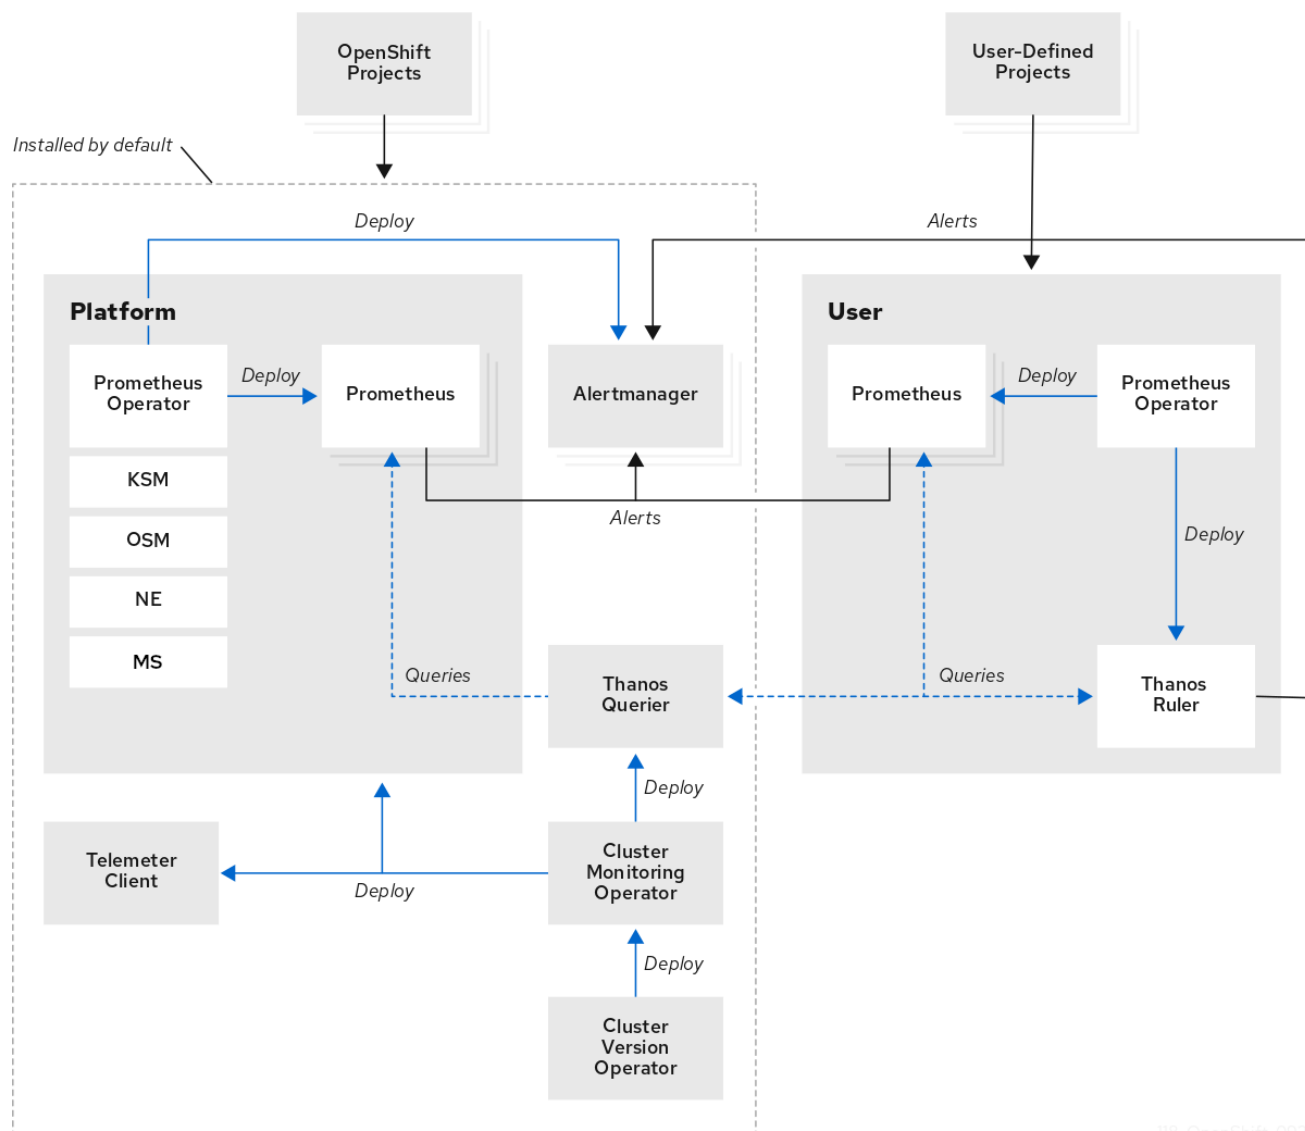 OpenShift
Projects
User-Defined
Projects
Installed by default
Deploy
Alerts
Platform
User
Prometheus
Operator
Deploy
Prometheus
Alertmanager
Prometheus
Deploy
Prometheus
Operator
KSM
OSM
NE
MS
Alerts
Deploy
Queries
Thanos
Querier
Queries
Thanos
Ruler
Deploy
Telemeter
Client
Deploy
Cluster
Monitoring
Operator
Deploy
Cluster
Version
Operator